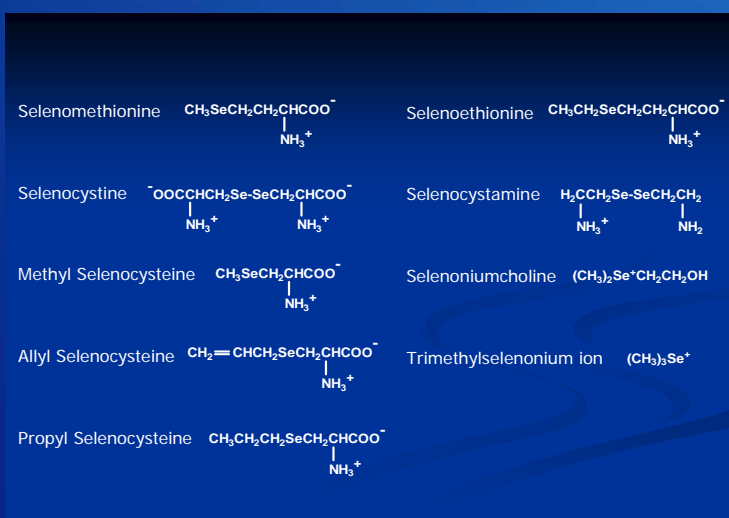 Selenomethionine CH₃SeCH₂CH₂CHCOO⁻
NH₃⁺
Selenoethionine CH₃CH₂SeCH₂CH₂CHCOO⁻
NH₃⁺
Selenocystine ⁻OOCCHCH₂Se-SeCH₂CHCOO⁻
NH₃⁺ NH₃⁺
Selenocystamine H₂CCH₂Se-SeCH₂CH₂
NH₃⁺ NH₂
Methyl Selenocysteine CH₃SeCH₂CHCOO⁻
NH₃⁺
Selenoniumcholine (CH₃)₂Se⁺CH₂CH₂OH
Allyl Selenocysteine CH₂=CHCH₂SeCH₂CHCOO⁻
NH₃⁺
Trimethylselenonium ion (CH₃)₃Se⁺
Propyl Selenocysteine CH₃CH₂CH₂SeCH₂CHCOO⁻
NH₃⁺